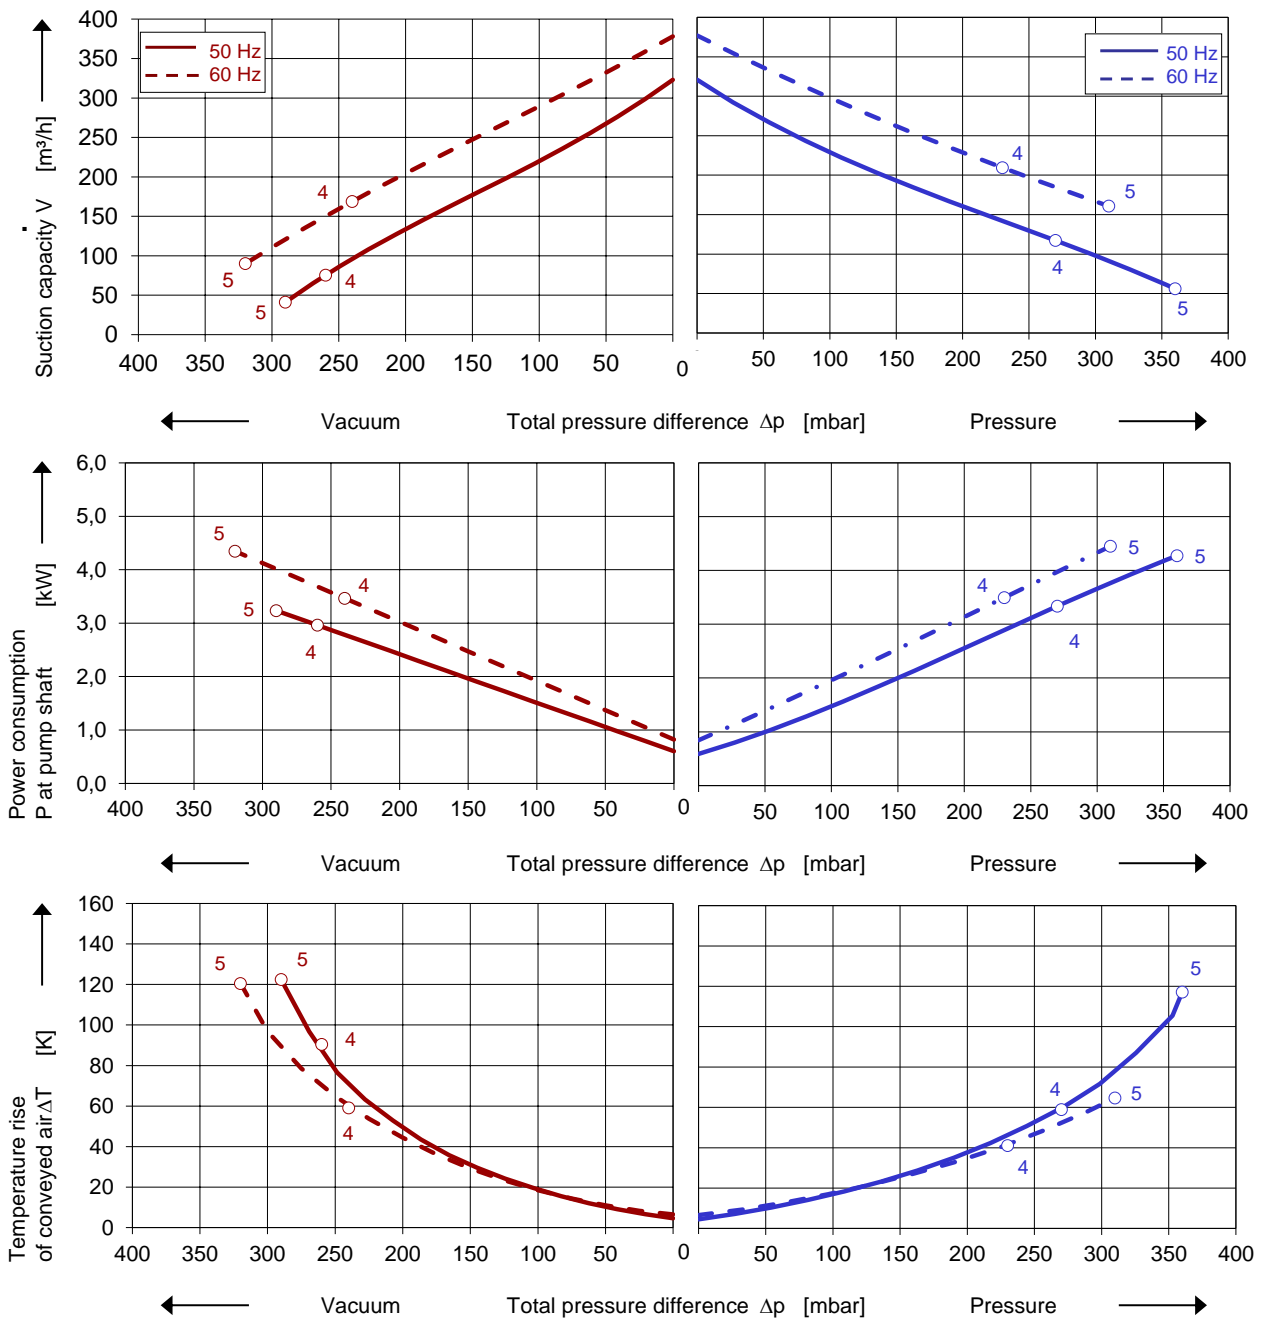 400
350
300
250
200
150
100
50
0
Suction capacity V [m³/h]
50 Hz
60 Hz
4
5
4
5
50 Hz
60 Hz
4
5
4
5
400 350 300 250 200 150 100 50 0
50 100 150 200 250 300 350 400
Vacuum Total pressure difference Δp [mbar] Pressure
6,0
5,0
4,0
3,0
2,0
1,0
0,0
Power consumption
P at pump shaft [kW]
5
4
5
4
5
4
5
4
400 350 300 250 200 150 100 50 0
50 100 150 200 250 300 350 400
Vacuum Total pressure difference Δp [mbar] Pressure
160
140
120
100
80
60
40
20
0
Temperature rise
of conveyed air ΔT [K]
5
5
4
4
5
4
5
4
400 350 300 250 200 150 100 50 0
50 100 150 200 250 300 350 400
Vacuum Total pressure difference Δp [mbar] Pressure